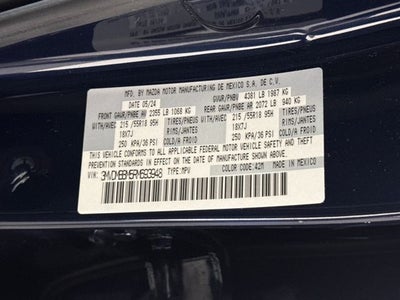 MFD. BY MAZDA MOTOR MANUFACTURING DE MEXICO S.A. DE C.V.
DATE 05/24 GVWR/PNBV 4381 LB 1987 KG
FRONT GAWR/PNBE AV 2355 LB 1068 KG REAR GAWR/PNBE AR 2072 LB 940 KG
WITH/AVEC 215 /55R18 95H TIRES/PNEUS WITH/AVEC 215 /55R18 95H TIRES/PNEUS
18X7J RIMS/JANTES 18X7J RIMS/JANTES
250 KPA/36 PSI COLD/A FROID 250 KPA/36 PSI COLD/A FROID
THIS VEHICLE CONFORMS TO ALL APPLICABLE FEDERAL MOTOR VEHICLE SAFETY AND THEFT
PREVENTION STANDARDS IN EFFECT ON THE DATE OF MANUFACTURE SHOWN ABOVE.
VIN: TYPE:MPV COLOR CODE:42M MADE IN MEXICO